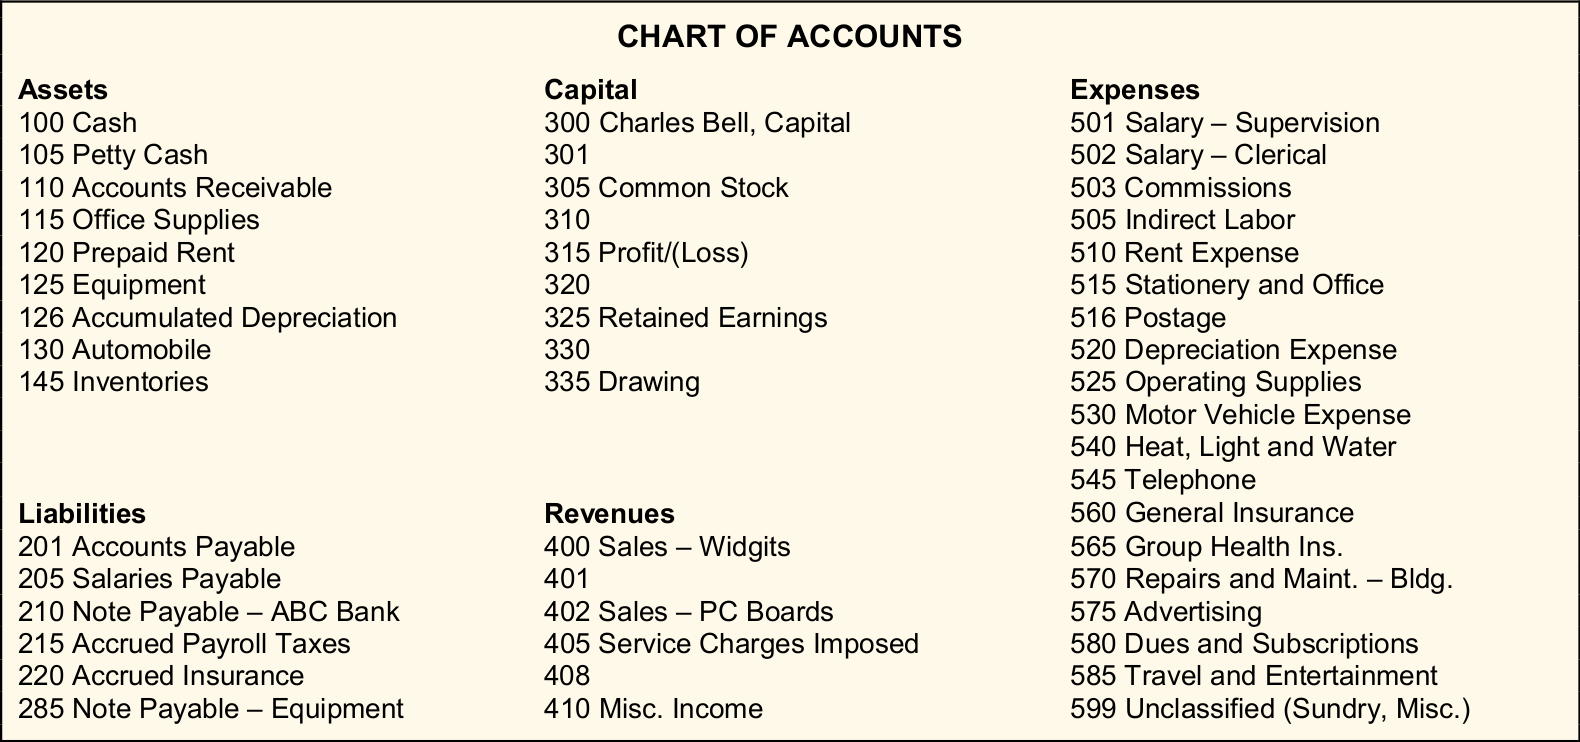 CHART OF ACCOUNTS
Assets
100 Cash
105 Petty Cash
110 Accounts Receivable
115 Office Supplies
120 Prepaid Rent
125 Equipment
126 Accumulated Depreciation
130 Automobile
145 Inventories
Liabilities
201 Accounts Payable
205 Salaries Payable
210 Note Payable – ABC Bank
215 Accrued Payroll Taxes
220 Accrued Insurance
285 Note Payable – Equipment
Capital
300 Charles Bell, Capital
301
305 Common Stock
310
315 Profit/(Loss)
320
325 Retained Earnings
330
335 Drawing
Revenues
400 Sales – Widgits
401
402 Sales – PC Boards
405 Service Charges Imposed
408
410 Misc. Income
Expenses
501 Salary – Supervision
502 Salary – Clerical
503 Commissions
505 Indirect Labor
510 Rent Expense
515 Stationery and Office
516 Postage
520 Depreciation Expense
525 Operating Supplies
530 Motor Vehicle Expense
540 Heat, Light and Water
545 Telephone
560 General Insurance
565 Group Health Ins.
570 Repairs and Maint. – Bldg.
575 Advertising
580 Dues and Subscriptions
585 Travel and Entertainment
599 Unclassified (Sundry, Misc.)